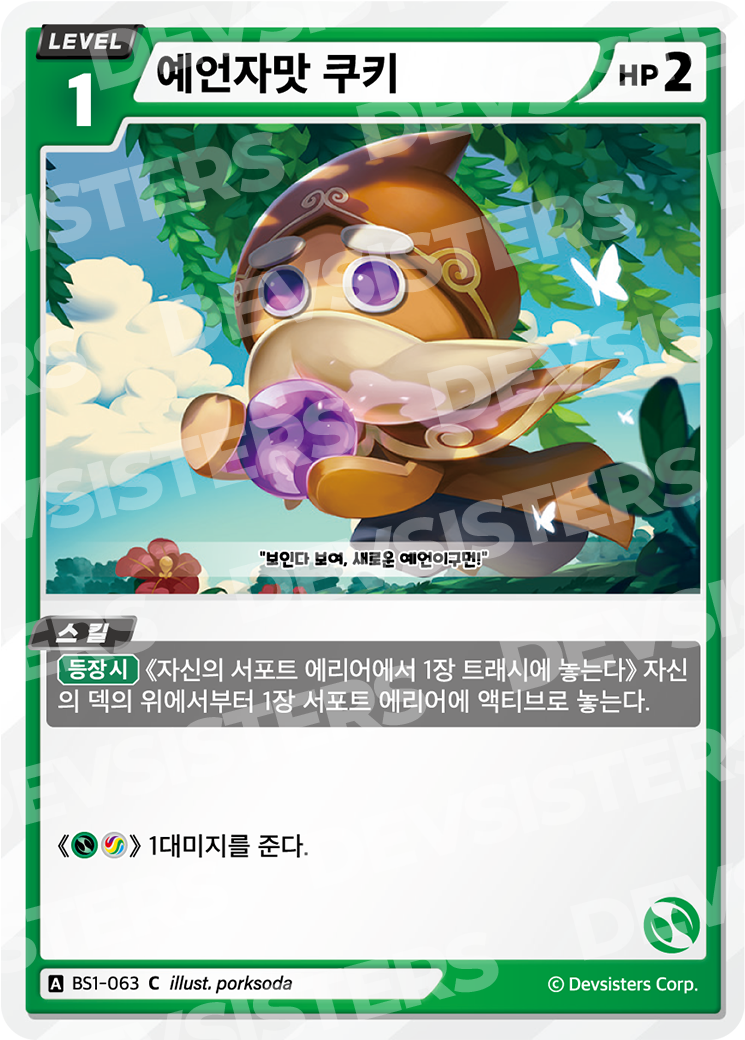 LEVEL
1
예언자맛 쿠키
HP 2
"보인다 보여, 새로운 예언이구먼!"
스킬
등장시 《자신의 서포트 에리어에서 1장 트래시에 놓는다》 자신
의 덱의 위에서부터 1장 서포트 에리어에 액티브로 놓는다.
《 》 1대미지를 준다.
A BS1-063 C illust. porksoda
© Devsisters Corp.
DEVSISTERS